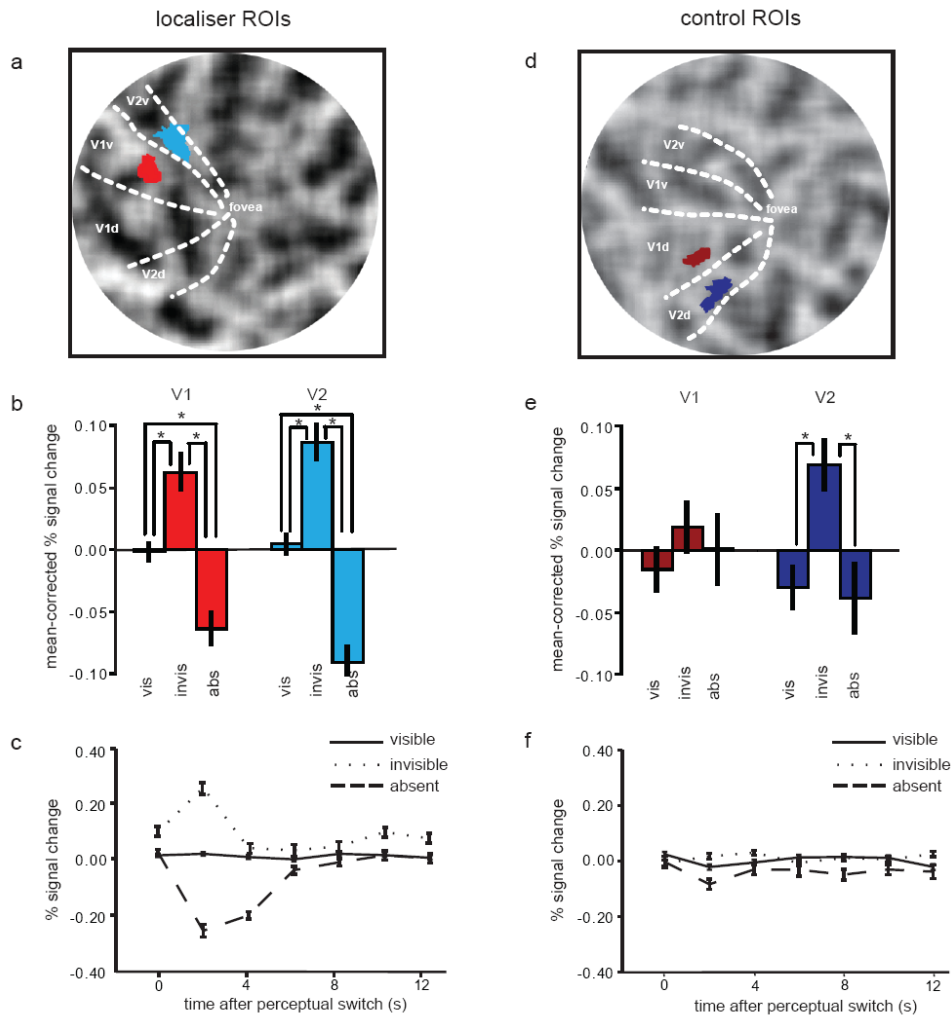 localiser ROIs
control ROIs
a
V2v
V1v
fovea
V1d
V2d
d
V2v
V1v
fovea
V1d
V2d
b
V1
V2
* * * * * *
mean-corrected % signal change
0.10
0.05
0.00
-0.05
-0.10
vis invis abs vis invis abs
e
V1
V2
* *
mean-corrected % signal change
0.10
0.05
0.00
-0.05
-0.10
vis invis abs vis invis abs
c
visible
invisible
absent
% signal change
0.40
0.20
0.00
-0.20
-0.40
0 4 8 12
time after perceptual switch (s)
f
visible
invisible
absent
% signal change
0.40
0.20
0.00
-0.20
-0.40
0 4 8 12
time after perceptual switch (s)